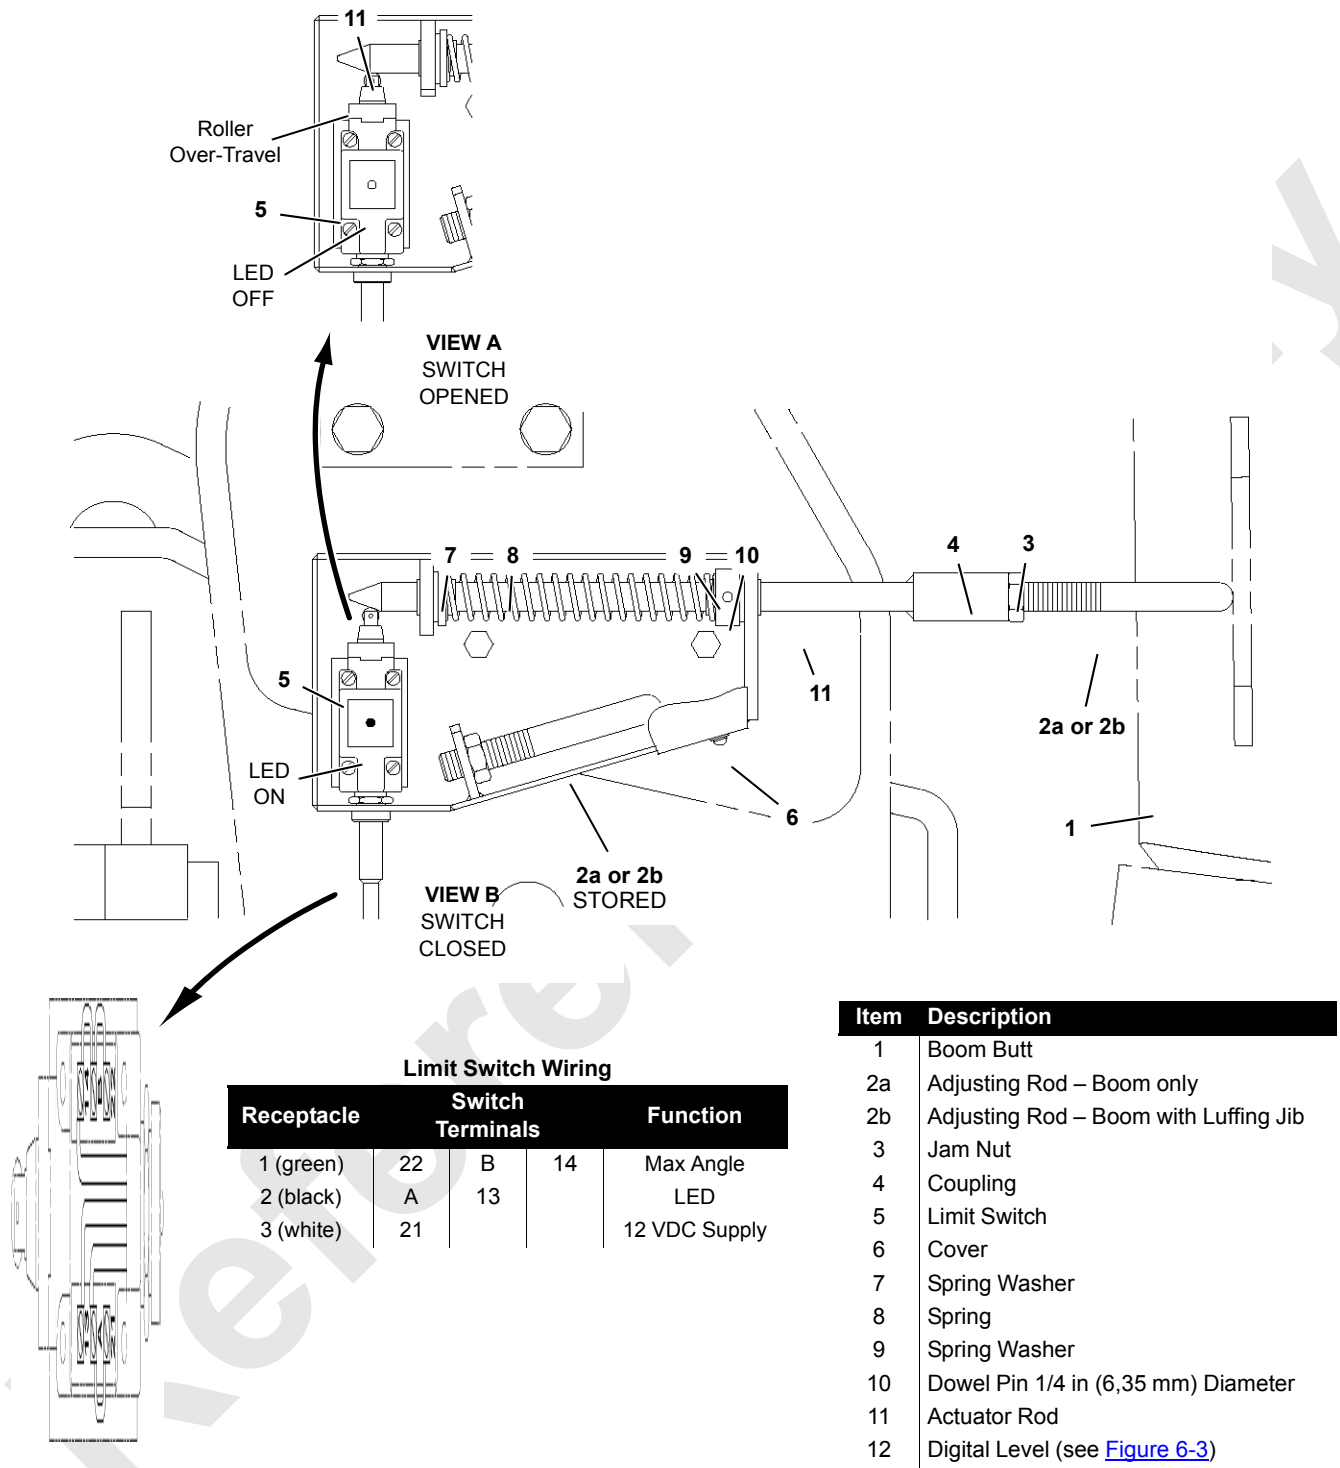 11
Roller
Over-Travel
5
LED
OFF
VIEW A
SWITCH
OPENED
7
8
9
10
4
3
5
11
2a or 2b
LED
ON
6
1
2a or 2b
STORED
VIEW B
SWITCH
CLOSED
Limit Switch Wiring
Receptacle Switch Terminals Function
1 (green) 22 B 14 Max Angle
2 (black) A 13 LED
3 (white) 21 12 VDC Supply
Item Description
1 Boom Butt
2a Adjusting Rod – Boom only
2b Adjusting Rod – Boom with Luffing Jib
3 Jam Nut
4 Coupling
5 Limit Switch
6 Cover
7 Spring Washer
8 Spring
9 Spring Washer
10 Dowel Pin 1/4 in (6,35 mm) Diameter
11 Actuator Rod
12 Digital Level (see Figure 6-3)